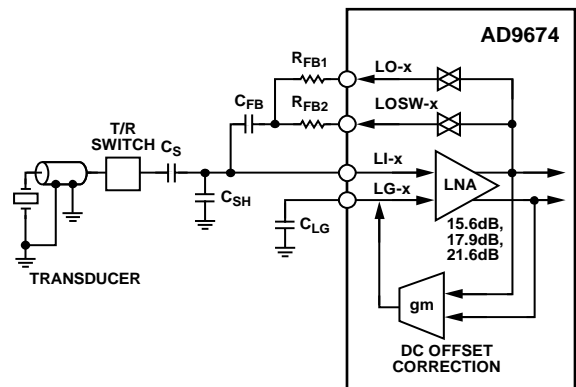 AD9674
RFB1
LO-x
CFB
RFB2
LOSW-x
T/R
SWITCH
CS
LI-x
LG-x
LNA
CSH
CLG
15.6dB,
17.9dB,
21.6dB
TRANSDUCER
gm
DC OFFSET
CORRECTION